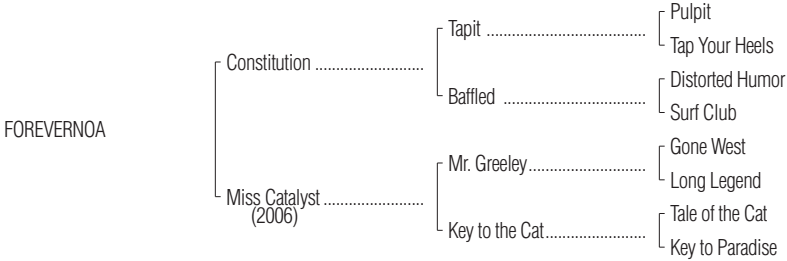 Pulpit
Tapit ....................................
Tap Your Heels
Constitution .........................
Distorted Humor
Baffled ................................
Surf Club
FOREVERNOA
Gone West
Mr. Greeley..........................
Long Legend
Miss Catalyst .......................
(2006)
Tale of the Cat
Key to the Cat.......................
Key to Paradise